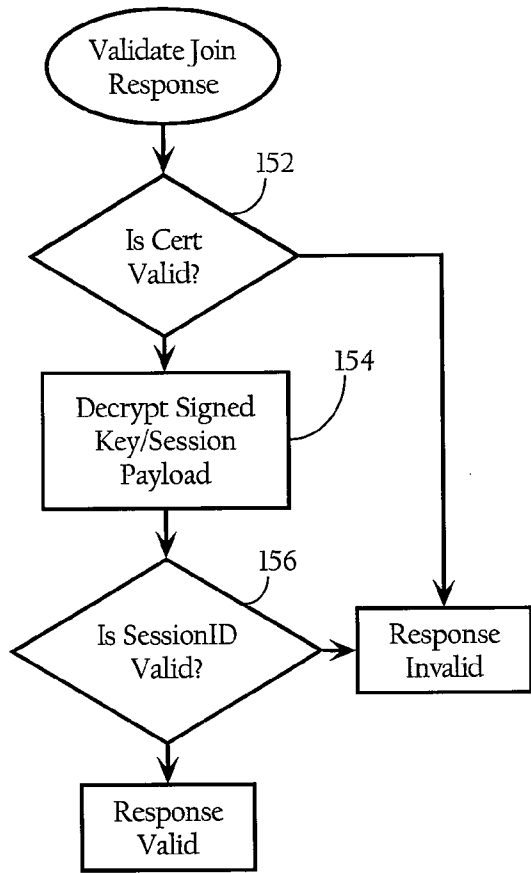 Validate Join
Response
152
Is Cert
Valid?
154
Decrypt Signed
Key/Session
Payload
156
Is SessionID
Valid?
Response
Invalid
Response
Valid